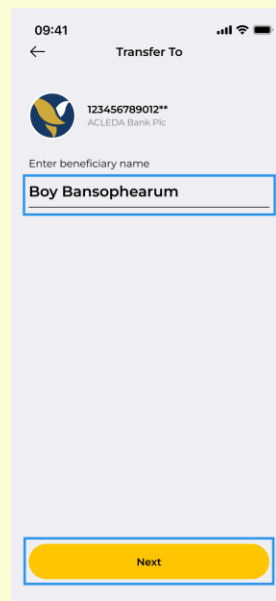 09:41
Transfer To
123456789012**
ACLEDA Bank Plc
Enter beneficiary name
Boy Bansophearum
Next